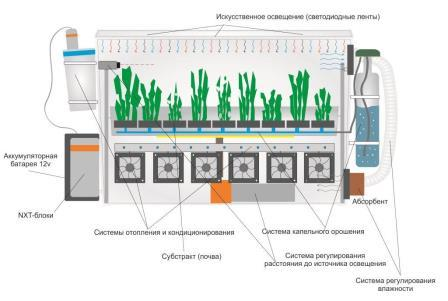 Искусственное освещение (светодиодные ленты)
Аккумуляторная
батарея 12v
NXT-блоки
Абсорбент
Системы отопления и кондиционирования
Система капельного орошения
Субстракт (почва)
Система регулирования
расстояния до источника освещения
Система регулирования
влажности